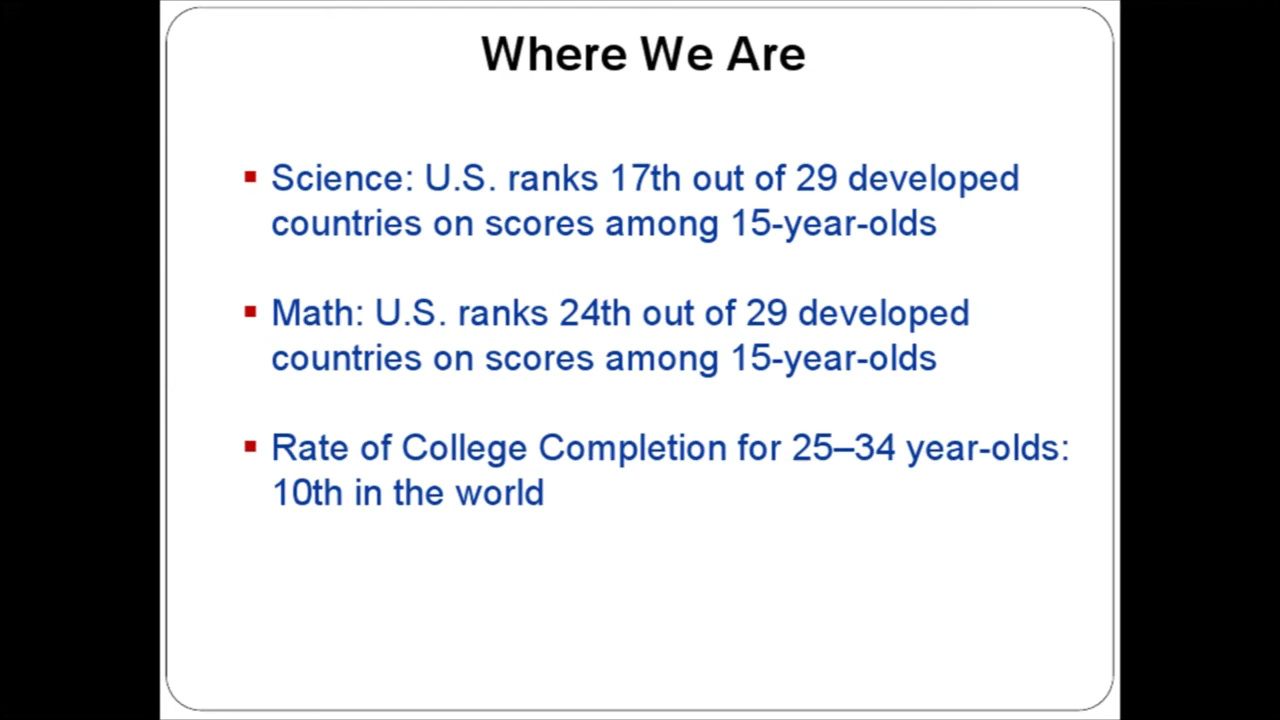 Where We Are
Science: U.S. ranks 17th out of 29 developed
countries on scores among 15-year-olds
Math: U.S. ranks 24th out of 29 developed
countries on scores among 15-year-olds
Rate of College Completion for 25–34 year-olds:
10th in the world